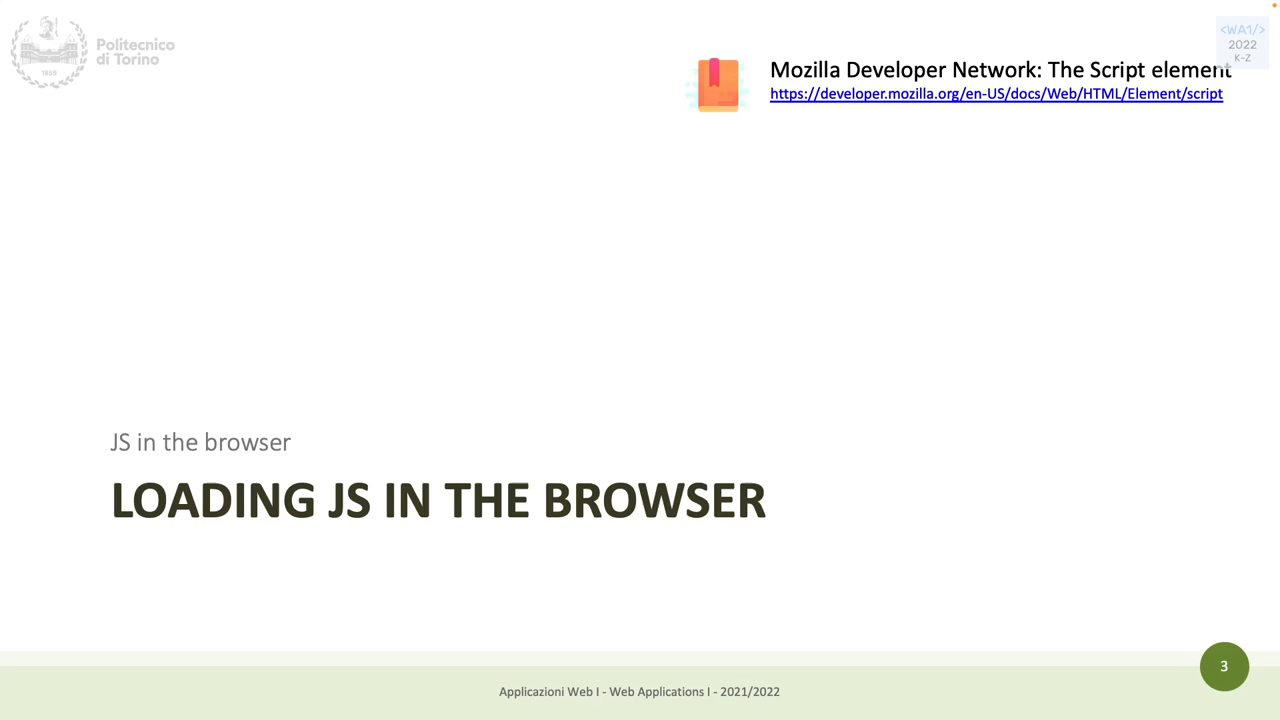 Politecnico
di Torino
1859
<WA1/>
2022
K-Z
Mozilla Developer Network: The Script element
https://developer.mozilla.org/en-US/docs/Web/HTML/Element/script
JS in the browser
LOADING JS IN THE BROWSER
3
Applicazioni Web I - Web Applications I - 2021/2022